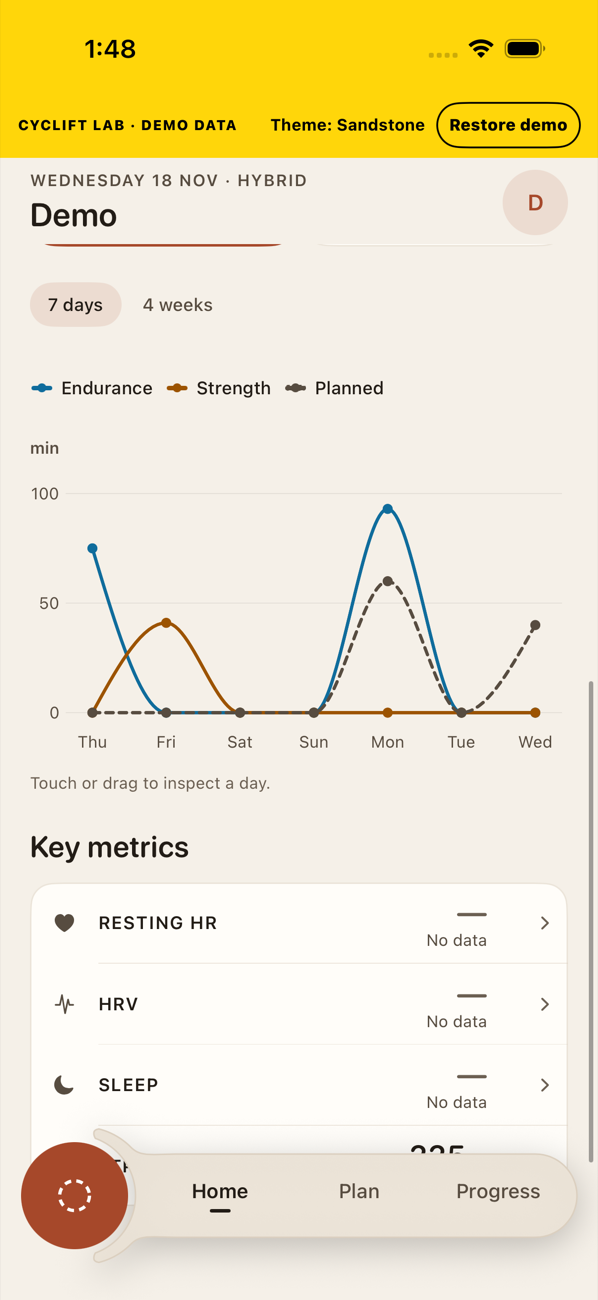 1:48
CYCLIFT LAB · DEMO DATA
Theme: Sandstone
Restore demo
WEDNESDAY 18 NOV · HYBRID
Demo
D
7 days
4 weeks
Endurance
Strength
Planned
min
100
50
0
Thu Fri Sat Sun Mon Tue Wed
Touch or drag to inspect a day.
Key metrics
RESTING HR
No data
HRV
No data
SLEEP
No data
Home
Plan
Progress